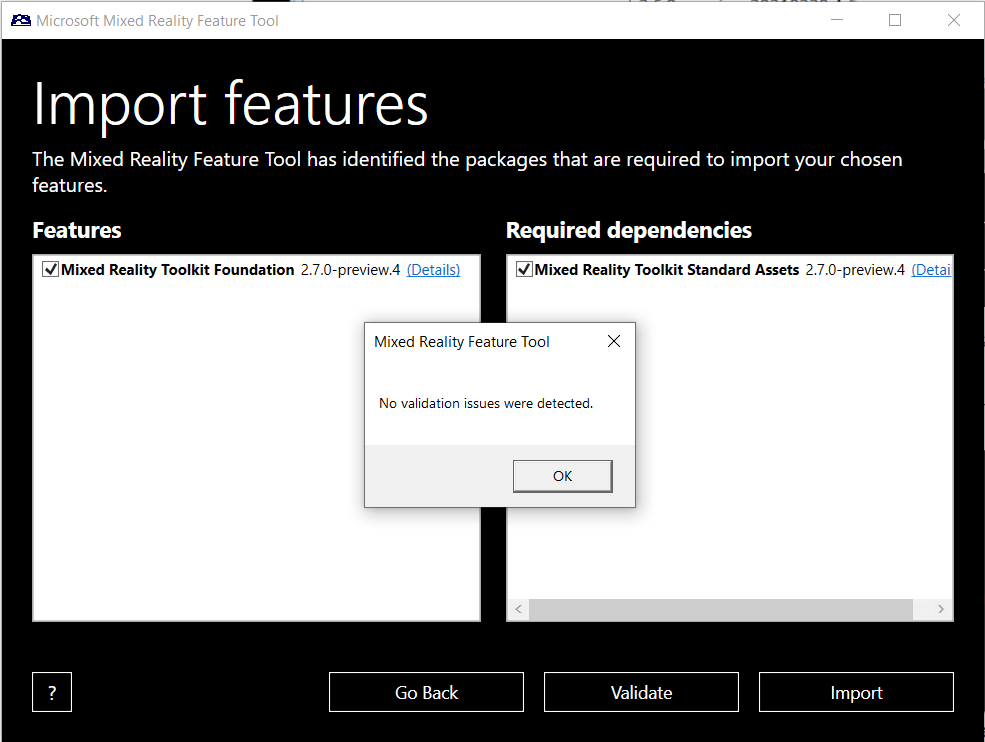 Microsoft Mixed Reality Feature Tool
Import features
The Mixed Reality Feature Tool has identified the packages that are required to import your chosen
features.
Features
Required dependencies
Mixed Reality Toolkit Foundation 2.7.0-preview.4 (Details)
Mixed Reality Toolkit Standard Assets 2.7.0-preview.4 (Detai
Mixed Reality Feature Tool
No validation issues were detected.
OK
?
Go Back
Validate
Import